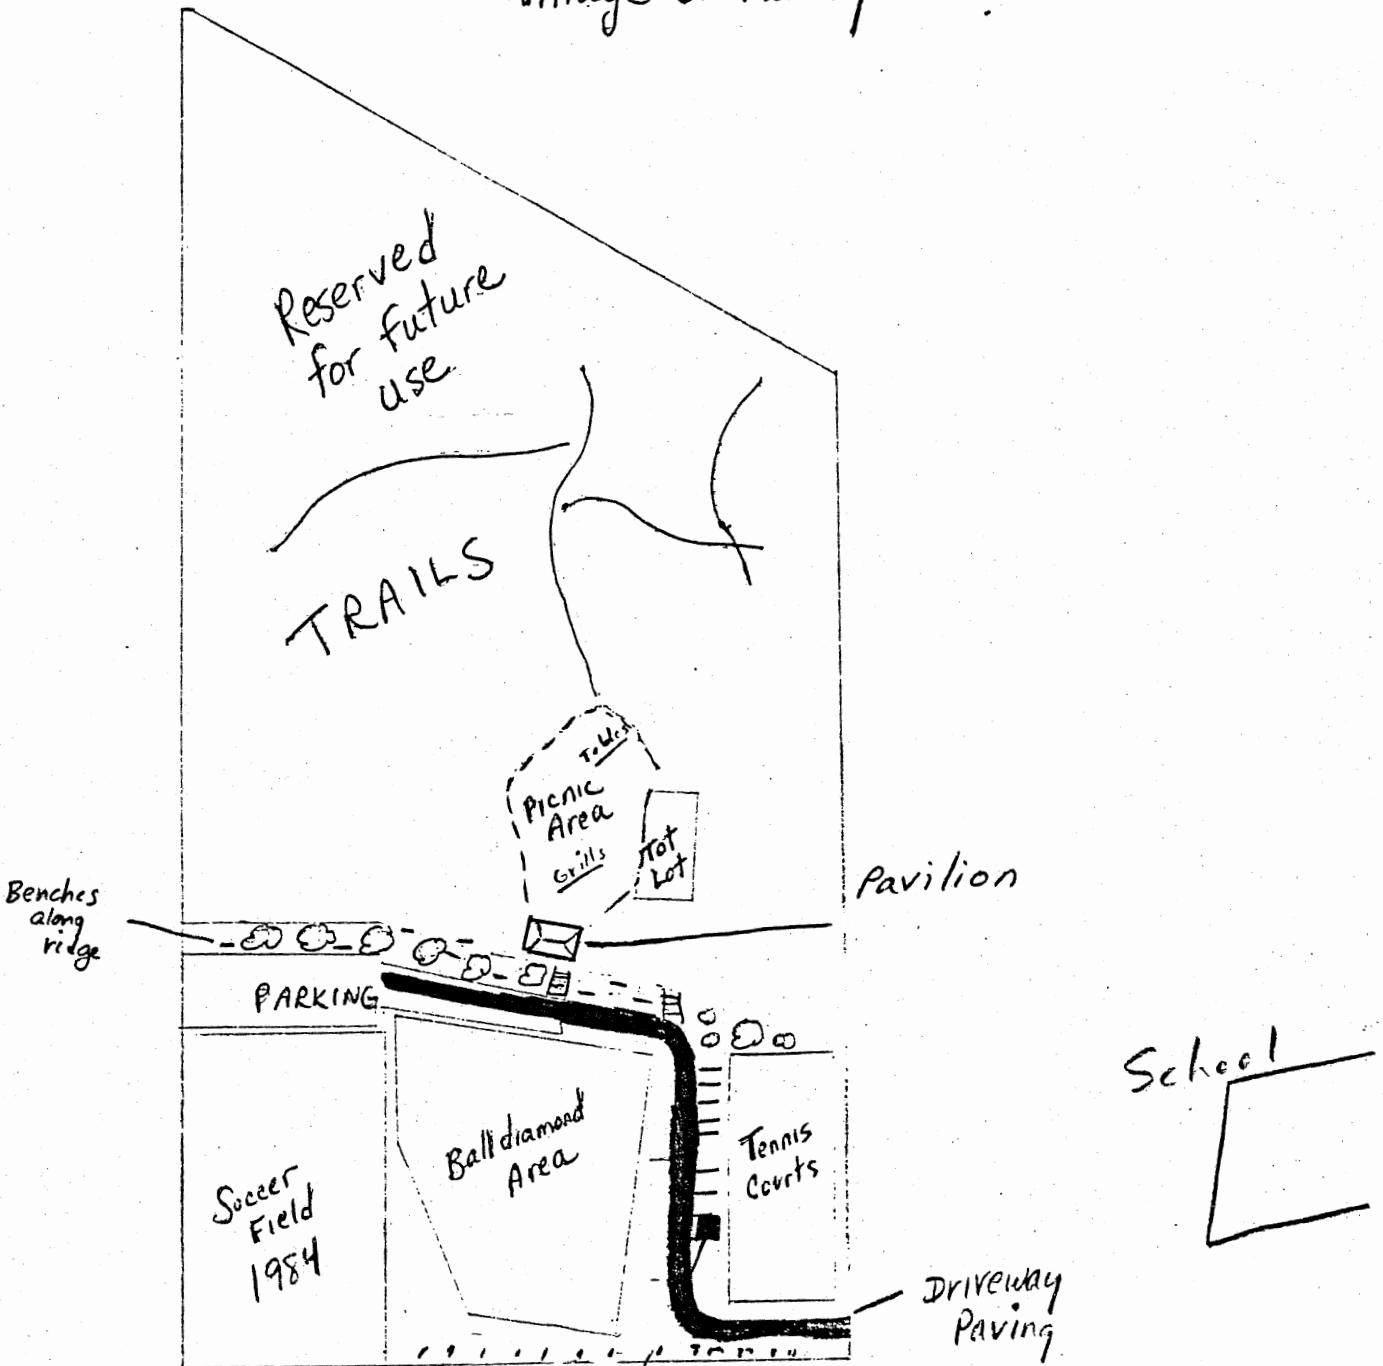 Reserved
for future
use
TRAILS
Tables
Picnic
Area
Grills
Tot
Lot
Pavilion
Benches
along
ridge
PARKING
School
Ball diamond
Area
Tennis
Courts
Soccer
Field
1984
Driveway
Paving